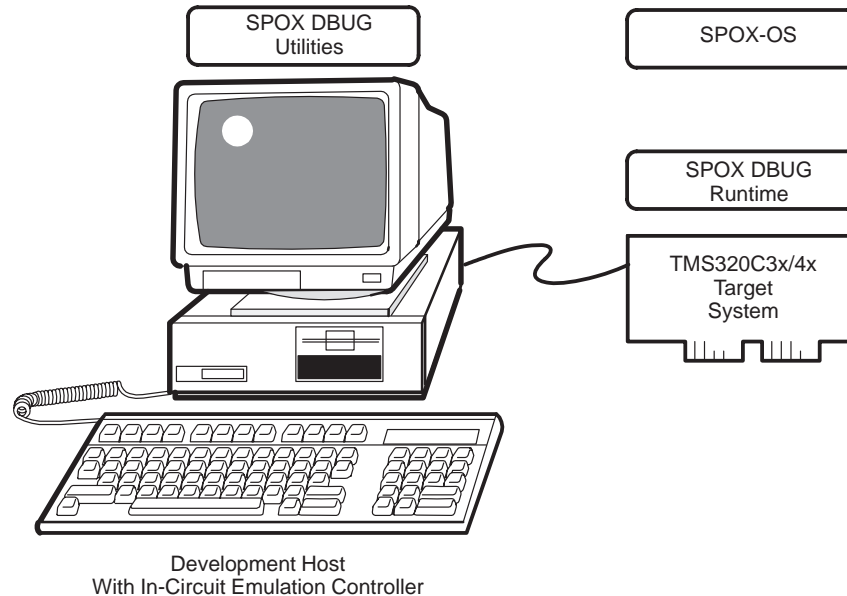 SPOX DBUG
Utilities
SPOX-OS
SPOX DBUG
Runtime
TMS320C3x/4x
Target
System
Development Host
With In-Circuit Emulation Controller